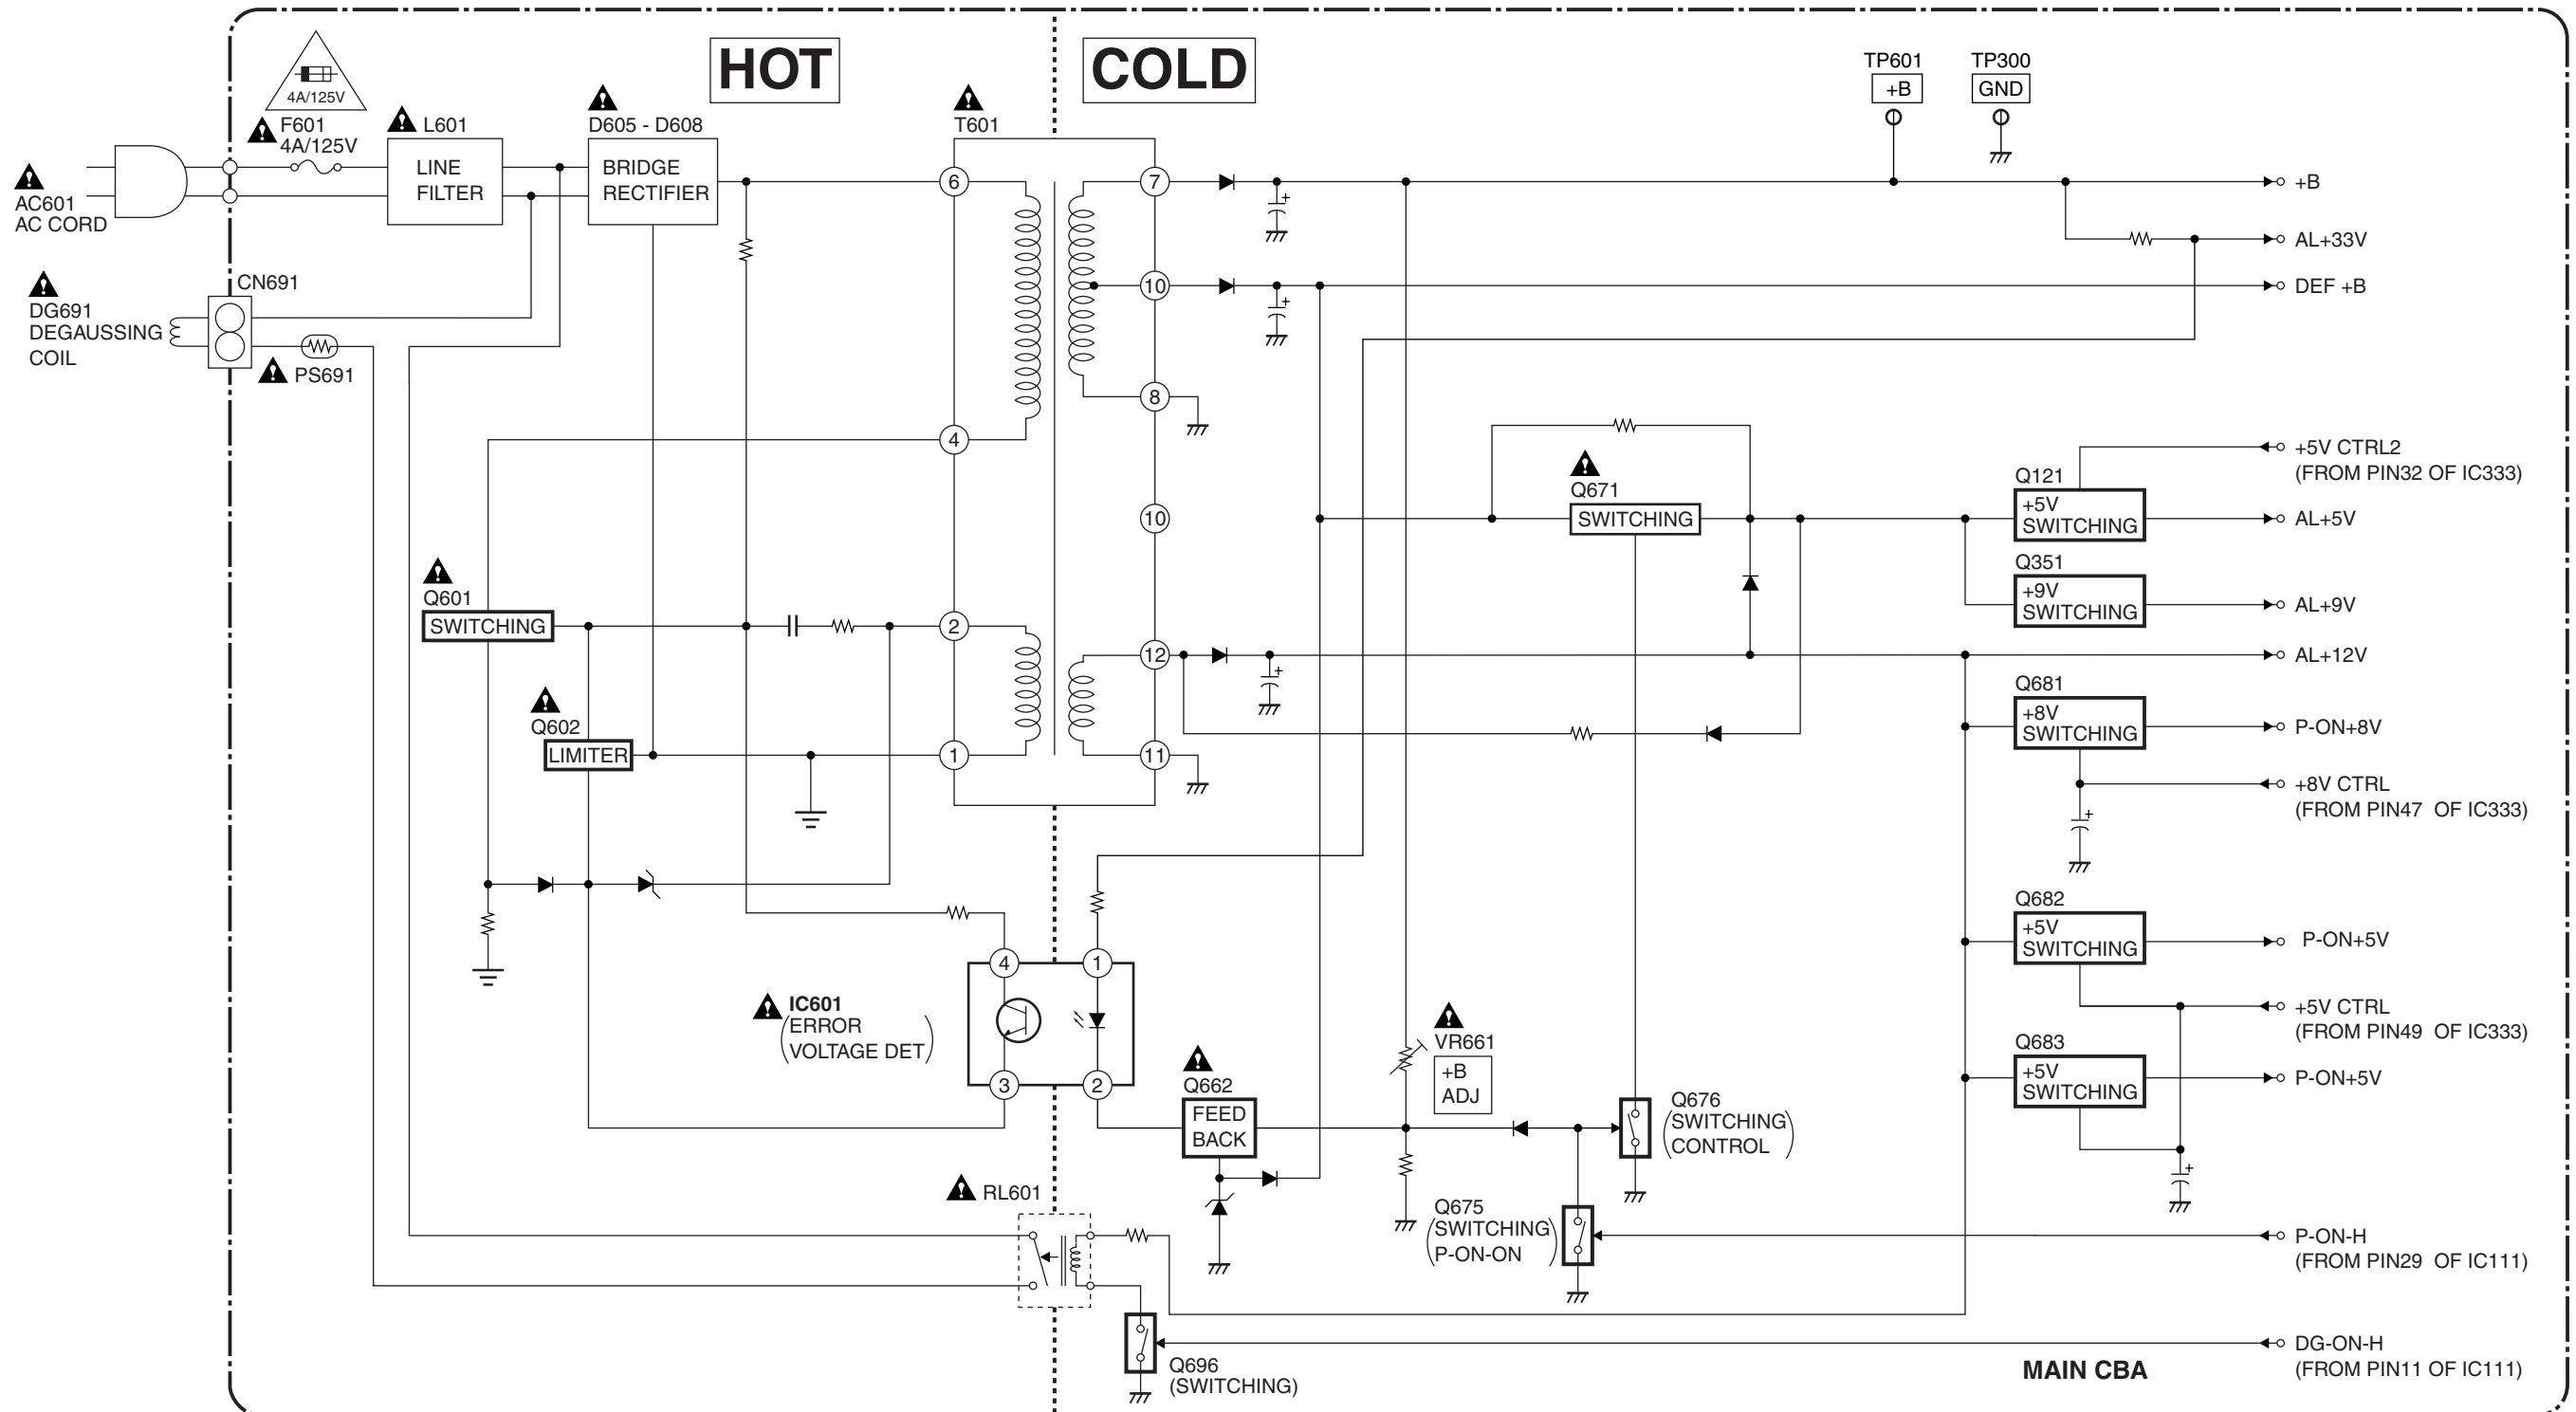 HOT
COLD
4A/125V
F601
4A/125V
L601
LINE
FILTER
D605 - D608
BRIDGE
RECTIFIER
T601
TP601
+B
TP300
GND
AC601
AC CORD
CN691
DG691
DEGAUSSING
COIL
PS691
6
4
2
1
7
10
8
10
12
11
+
+
+
+B
AL+33V
DEF +B
Q671
SWITCHING
+5V CTRL2
(FROM PIN32 OF IC333)
Q121
+5V
SWITCHING
AL+5V
Q351
+9V
SWITCHING
AL+9V
AL+12V
Q601
SWITCHING
Q602
LIMITER
Q681
+8V
SWITCHING
P-ON+8V
+8V CTRL
(FROM PIN47 OF IC333)
+
Q682
+5V
SWITCHING
P-ON+5V
+5V CTRL
(FROM PIN49 OF IC333)
Q683
+5V
SWITCHING
P-ON+5V
+
4
1
3
2
IC601
(ERROR
VOLTAGE DET)
Q662
FEED
BACK
VR661
+B
ADJ
Q676
(SWITCHING
CONTROL)
Q675
(SWITCHING
P-ON-ON)
RL601
P-ON-H
(FROM PIN29 OF IC111)
Q696
(SWITCHING)
DG-ON-H
(FROM PIN11 OF IC111)
MAIN CBA